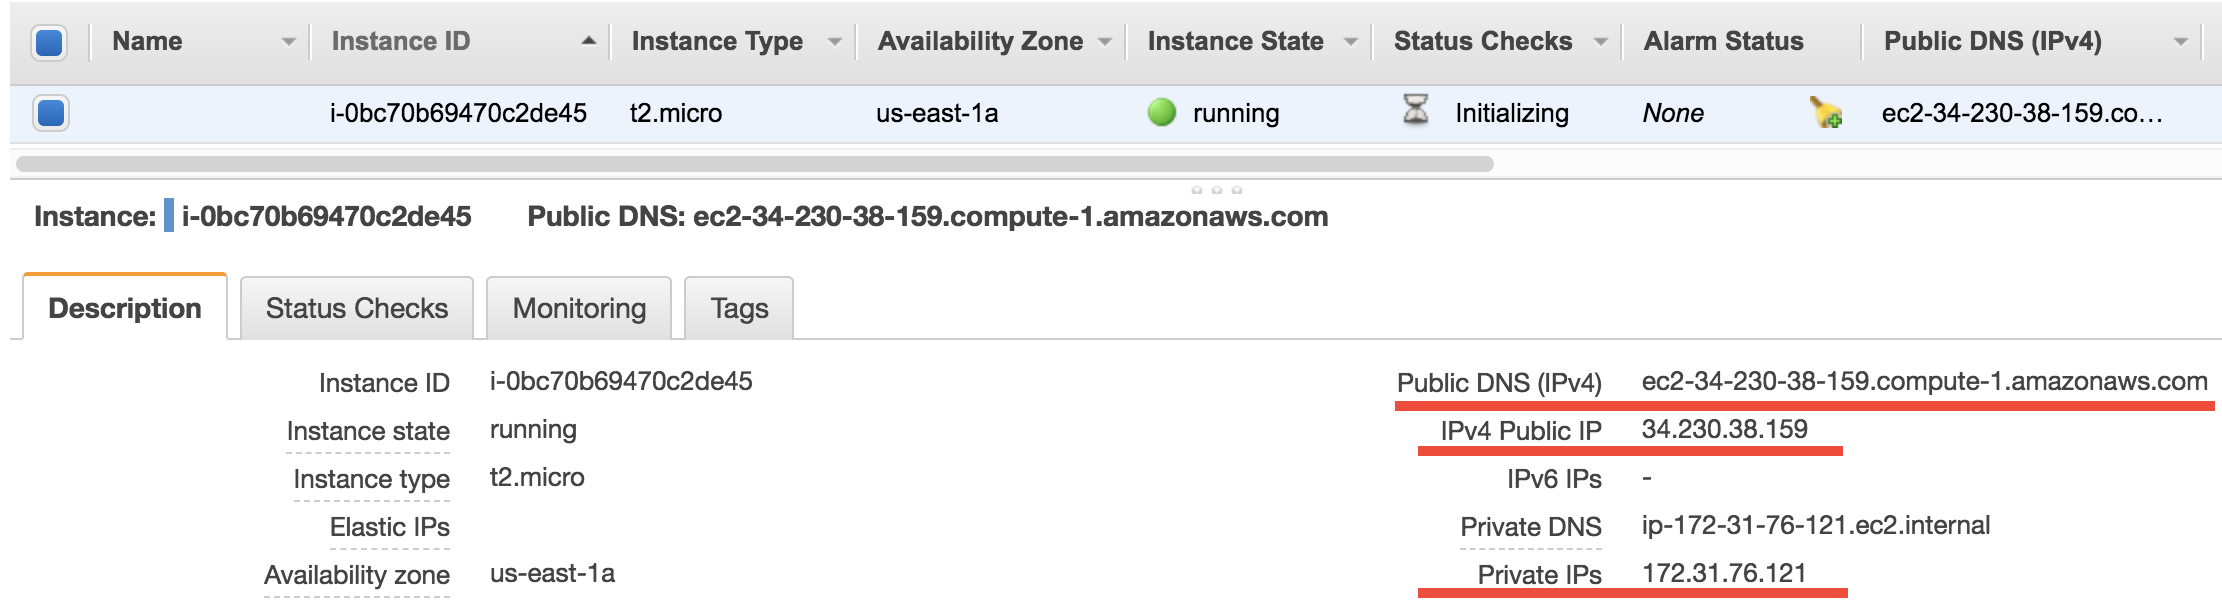 Name Instance ID Instance Type Availability Zone Instance State Status Checks Alarm Status Public DNS (IPv4)
i-0bc70b69470c2de45 t2.micro us-east-1a running Initializing None ec2-34-230-38-159.co...
Instance: i-0bc70b69470c2de45 Public DNS: ec2-34-230-38-159.compute-1.amazonaws.com
Description Status Checks Monitoring Tags
Instance ID i-0bc70b69470c2de45 Public DNS (IPv4) ec2-34-230-38-159.compute-1.amazonaws.com
Instance state running IPv4 Public IP 34.230.38.159
Instance type t2.micro IPv6 IPs -
Elastic IPs Private DNS ip-172-31-76-121.ec2.internal
Availability zone us-east-1a Private IPs 172.31.76.121